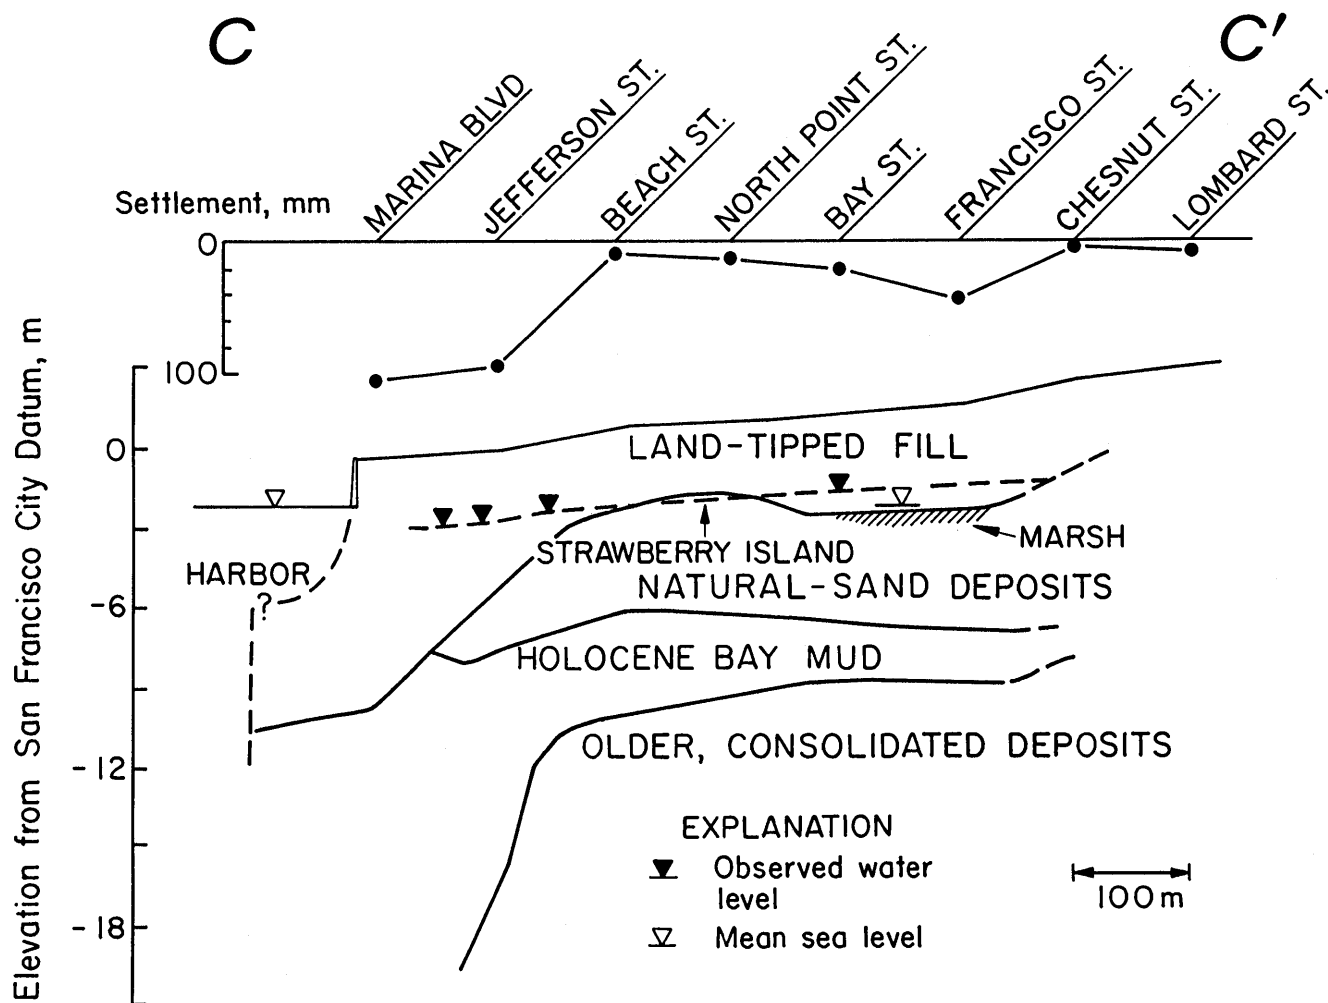 C
C′
MARINA BLVD
JEFFERSON ST.
BEACH ST.
NORTH POINT ST.
BAY ST.
FRANCISCO ST.
CHESNUT ST.
LOMBARD ST.
Settlement, mm
0
100
Elevation from San Francisco City Datum, m
0
-6
-12
-18
LAND-TIPPED FILL
STRAWBERRY ISLAND
MARSH
HARBOR
?
NATURAL-SAND DEPOSITS
HOLOCENE BAY MUD
OLDER, CONSOLIDATED DEPOSITS
EXPLANATION
Observed water
level
Mean sea level
100 m